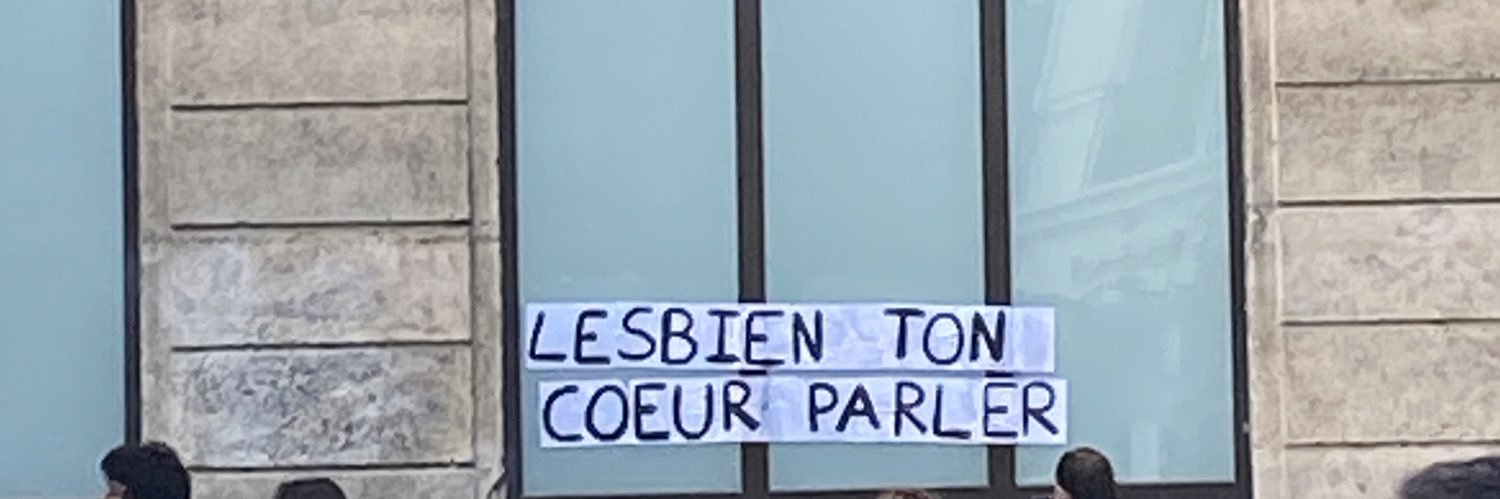 LESBIEN TON
COEUR PARLER